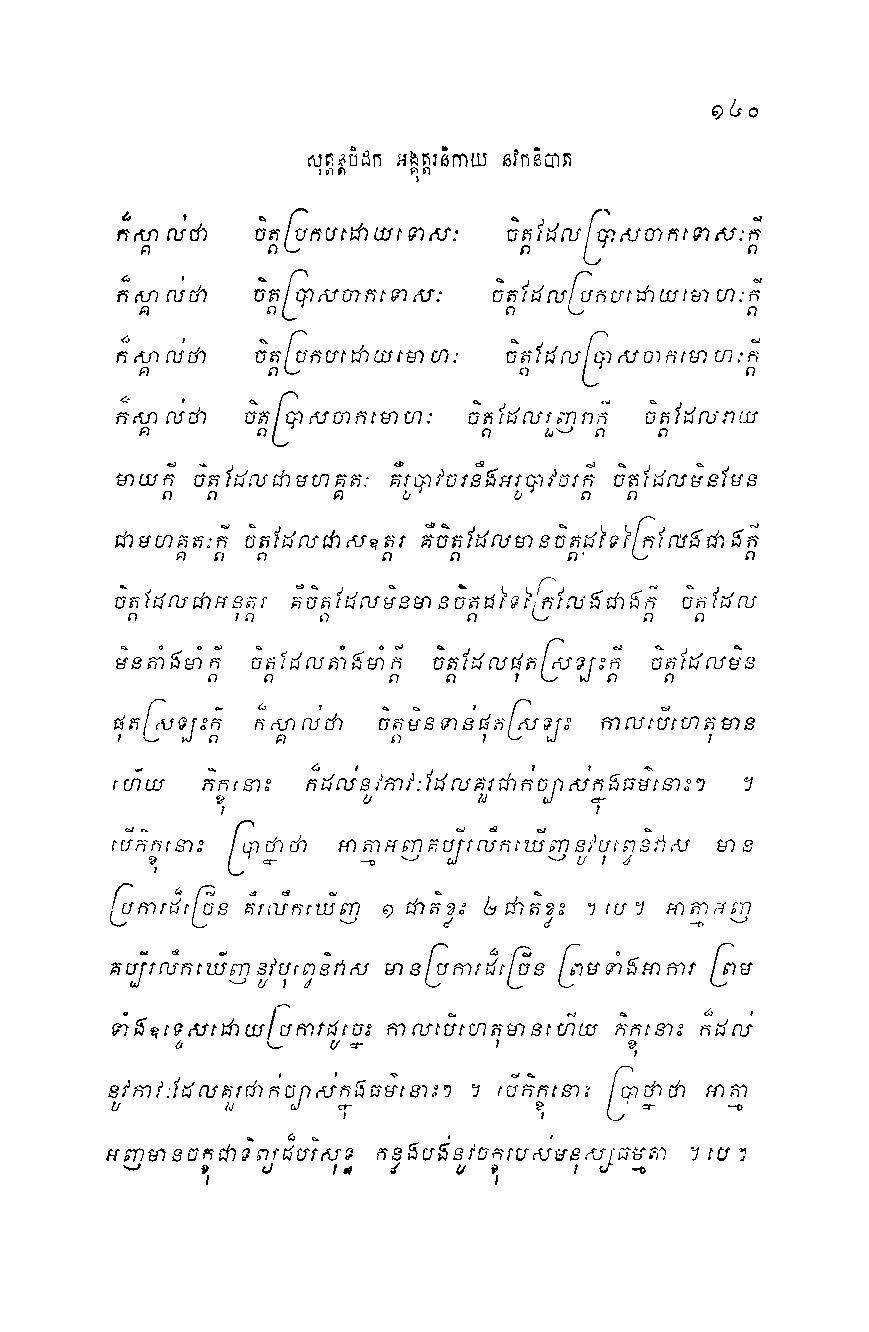 ១៤០
សុត្តន្តបិដក អង្គុត្តរនិកាយ នវកនិបាត
ក៏ស្គាល់ថា ចិត្តប្រកបដោយទោសៈ ចិត្តដែលប្រាសចាកទោសៈក្តី
ក៏ស្គាល់ថា ចិត្តប្រាសចាកទោសៈ ចិត្តដែលប្រកបដោយមោហៈក្តី
ក៏ស្គាល់ថា ចិត្តប្រកបដោយមោហៈ ចិត្តដែលប្រាសចាកមោហៈក្តី
ក៏ស្គាល់ថា ចិត្តប្រាសចាកមោហៈ ចិត្តដែលរួញរាក្តី ចិត្តដែលរាយ
មាយក្តី ចិត្តដែលជាមហគ្គតៈ គឺរូបាវចរនឹងអរូបាវចរក្តី ចិត្តដែលមិនមែន
ជាមហគ្គតៈក្តី ចិត្តដែលជាសឧត្តរ គឺចិត្តដែលមានចិត្តដទៃទៃក្រៃលែងជាងក្តី
ចិត្តដែលជាអនុត្តរ គឺចិត្តដែលមិនមានចិត្តដទៃទៃក្រៃលែងជាងក្តី ចិត្តដែល
មិនតាំងមាំក្តី ចិត្តដែលតាំងមាំក្តី ចិត្តដែលផុតស្រឡះក្តី ចិត្តដែលមិន
ផុតស្រឡះក្តី ក៏ស្គាល់ថា ចិត្តមិនទាន់ផុតស្រឡះ កាលបើហេតុមាន
ហើយ ភិក្ខុនោះ ក៏ដល់នូវភាវៈដែលគួរជាក់ច្បាស់ក្នុងធម៌នោះៗ ។
បើភិក្ខុនោះ ប្រាថ្នាថា អាត្មាអញគប្បីរលឹកឃើញនូវបុព្វេនិវាស មាន
ប្រការដ៏ច្រើន គឺរលឹកឃើញ ១ ជាតិខ្លះ ២ ជាតិខ្លះ ។ បេ ។ អាត្មាអញ
គប្បីរលឹកឃើញនូវបុព្វេនិវាស មានប្រការដ៏ច្រើន ព្រមទាំងអាការ ព្រម
ទាំងឧទ្ទេសដោយប្រការដូច្នេះ កាលបើហេតុមានហើយ ភិក្ខុនោះ ក៏ដល់
នូវភាវៈដែលគួរជាក់ច្បាស់ក្នុងធម៌នោះៗ ។ បើភិក្ខុនោះ ប្រាថ្នាថា អាត្មា
អញមានចក្ខុជាទិព្វដ៏បរិសុទ្ធ កន្លងបង់នូវចក្ខុរបស់មនុស្សធម្មតា ។ បេ ។